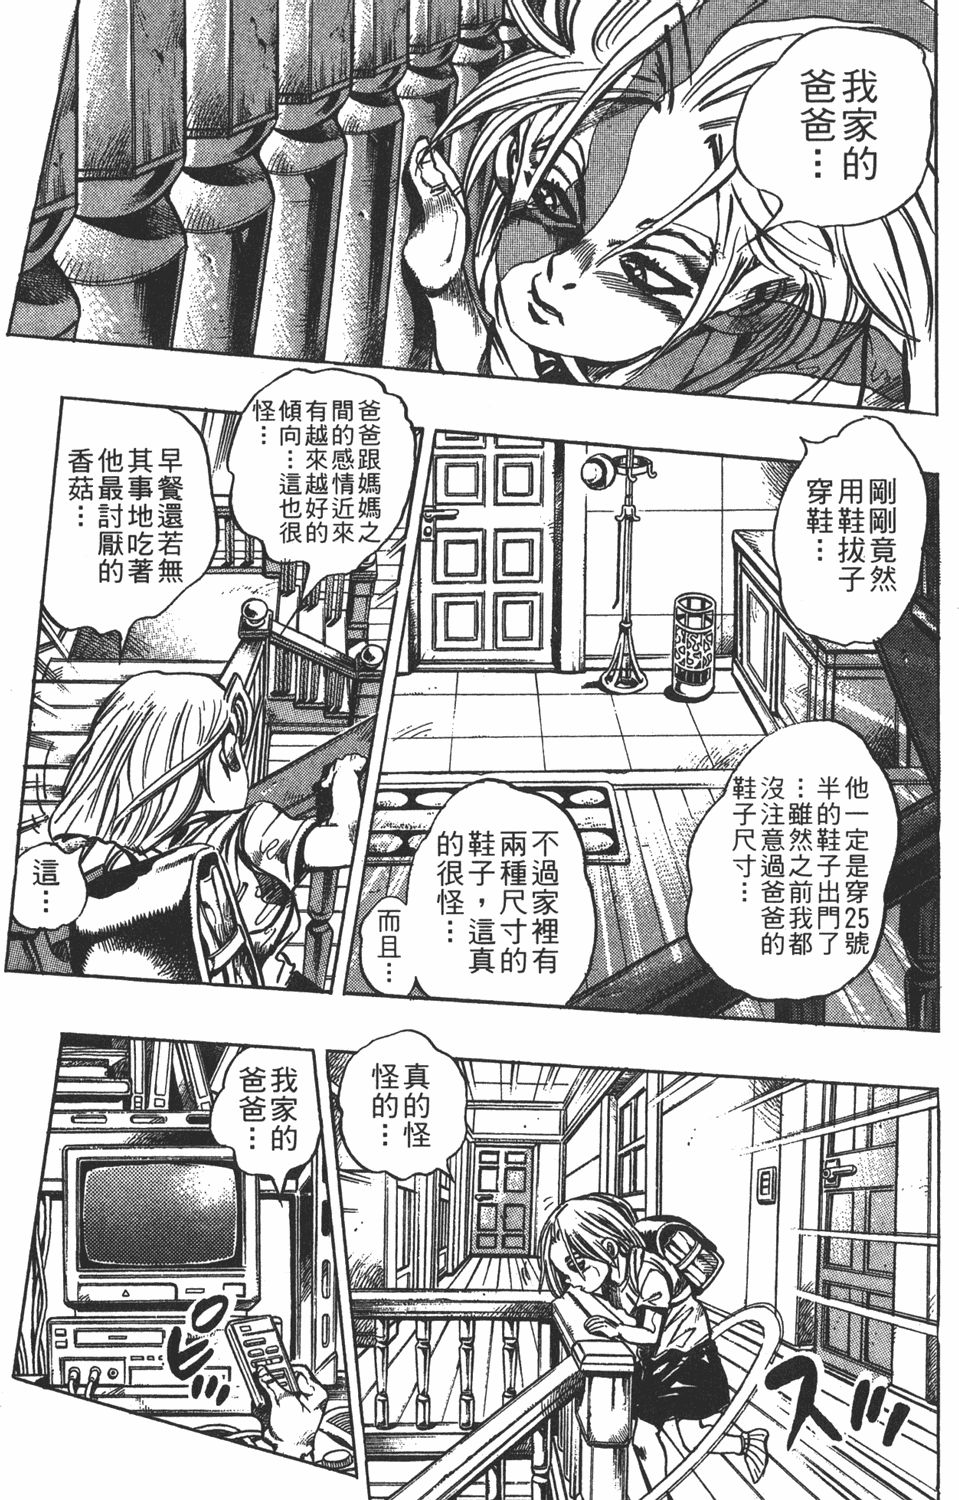 我家的
爸爸…
剛剛竟然
用鞋拔子
穿鞋…
他一定是穿25號
半的鞋子出門了
…雖然之前我都
沒注意過爸爸的
鞋子尺寸…
不過家裡有
兩種尺寸的
鞋子，這真
的很怪…
而且…
爸爸跟媽媽之
間的感情近來
有越來越好的
傾向…這也很
怪…
早餐還若無
其事地吃著
他最討厭的
香菇…
這…
真的怪
怪的…
ズズッ
我家的
爸爸…
ピピッ